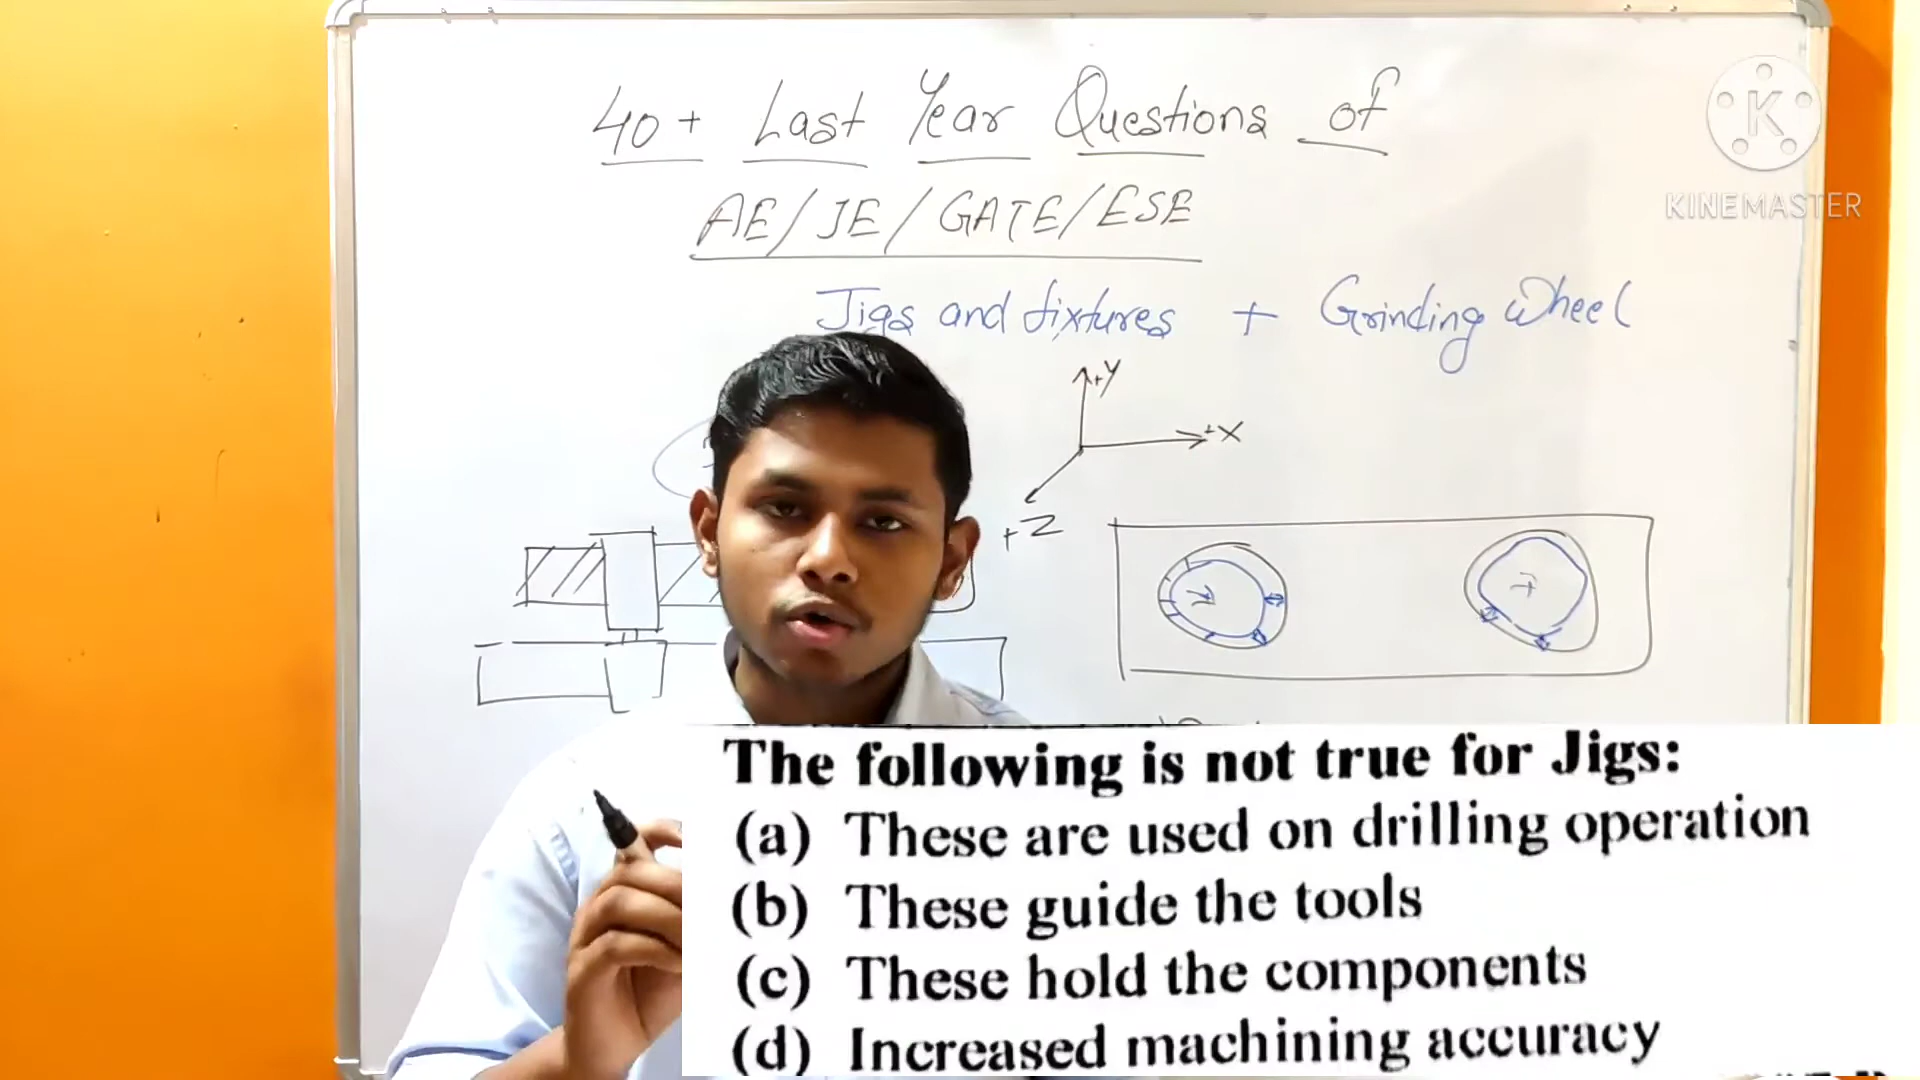 40+ Last Year Questions of
AE/JE/GATE/ESE
Jigs and fixtures + Grinding Wheel
+Y
+X
+Z
K
KINEMASTER
The following is not true for Jigs:
(a) These are used on drilling operation
(b) These guide the tools
(c) These hold the components
(d) Increased machining accuracy